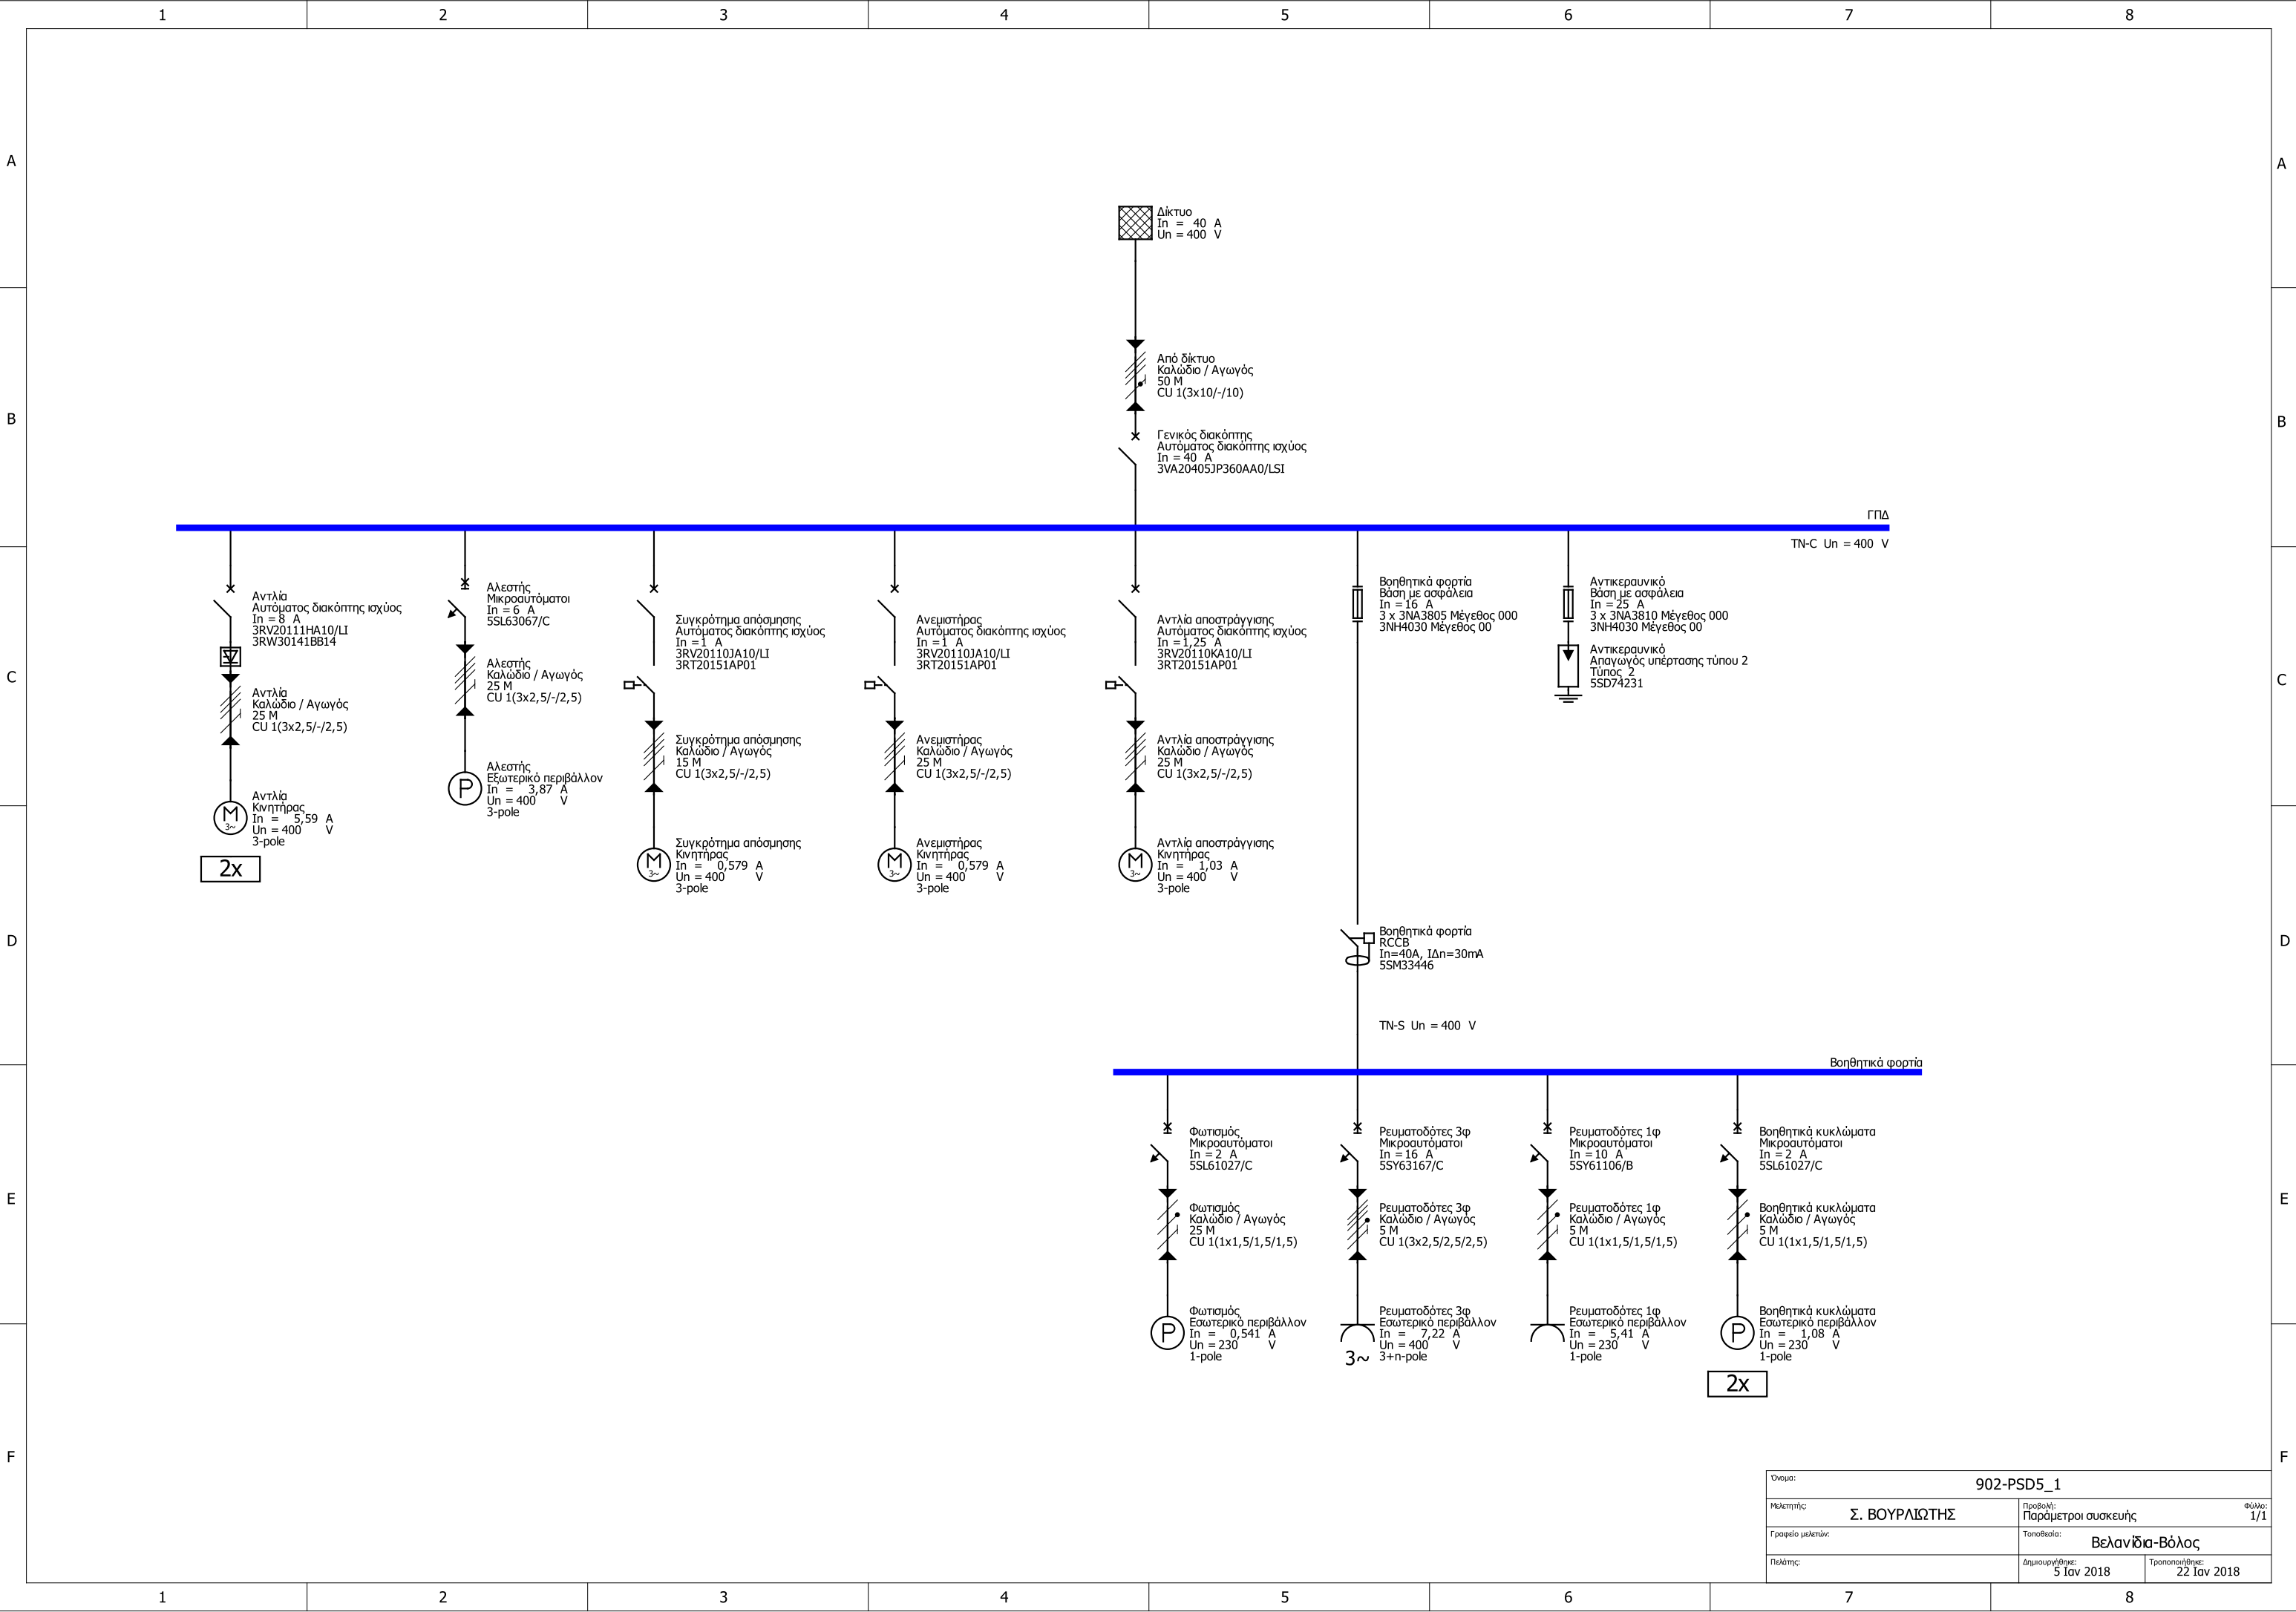 1 2 3 4 5 6 7 8
A A
Δίκτυο
In = 40 A
Un = 400 V
Από δίκτυο
Καλώδιο / Αγωγός
50 M
CU 1(3x10/-/10)
B B
Γενικός διακόπτης
Αυτόματος διακόπτης ισχύος
In = 40 A
3VA20405JP360AA0/LSI
ΓΠΔ
TN-C Un = 400 V
Αντλία
Αυτόματος διακόπτης ισχύος
In = 8 A
3RV20111HA10/LI
3RW30141BB14
Αντλία
Καλώδιο / Αγωγός
25 M
CU 1(3x2,5/-/2,5)
Αντλία
Κινητήρας
In = 5,59 A
Un = 400 V
3-pole
M
3~
2x
Αλεστής
Μικροαυτόματοι
In = 6 A
5SL63067/C
Αλεστής
Καλώδιο / Αγωγός
25 M
CU 1(3x2,5/-/2,5)
Αλεστής
Εξωτερικό περιβάλλον
In = 3,87 A
Un = 400 V
3-pole
P
Συγκρότημα απόσμησης
Αυτόματος διακόπτης ισχύος
In = 1 A
3RV20110JA10/LI
3RT20151AP01
Συγκρότημα απόσμησης
Καλώδιο / Αγωγός
15 M
CU 1(3x2,5/-/2,5)
Συγκρότημα απόσμησης
Κινητήρας
In = 0,579 A
Un = 400 V
3-pole
M
3~
Ανεμιστήρας
Αυτόματος διακόπτης ισχύος
In = 1 A
3RV20110JA10/LI
3RT20151AP01
Ανεμιστήρας
Καλώδιο / Αγωγός
25 M
CU 1(3x2,5/-/2,5)
Ανεμιστήρας
Κινητήρας
In = 0,579 A
Un = 400 V
3-pole
M
3~
Αντλία αποστράγγισης
Αυτόματος διακόπτης ισχύος
In = 1,25 A
3RV20110KA10/LI
3RT20151AP01
Αντλία αποστράγγισης
Καλώδιο / Αγωγός
25 M
CU 1(3x2,5/-/2,5)
Αντλία αποστράγγισης
Κινητήρας
In = 1,03 A
Un = 400 V
3-pole
M
3~
Βοηθητικά φορτία
Βάση με ασφάλεια
In = 16 A
3 x 3NA3805 Μέγεθος 000
3NH4030 Μέγεθος 00
Αντικεραυνικό
Βάση με ασφάλεια
In = 25 A
3 x 3NA3810 Μέγεθος 000
3NH4030 Μέγεθος 00
Αντικεραυνικό
Απαγωγός υπέρτασης τύπου 2
Τύπος 2
5SD74231
C C
D D
Βοηθητικά φορτία
RCCB
In=40A, IΔn=30mA
5SM33446
TN-S Un = 400 V
Βοηθητικά φορτία
Φωτισμός
Μικροαυτόματοι
In = 2 A
5SL61027/C
Φωτισμός
Καλώδιο / Αγωγός
25 M
CU 1(1x1,5/1,5/1,5)
Φωτισμός
Εσωτερικό περιβάλλον
In = 0,541 A
Un = 230 V
1-pole
P
Ρευματοδότες 3φ
Μικροαυτόματοι
In = 16 A
5SY63167/C
Ρευματοδότες 3φ
Καλώδιο / Αγωγός
5 M
CU 1(3x2,5/2,5/2,5)
Ρευματοδότες 3φ
Εσωτερικό περιβάλλον
In = 7,22 A
Un = 400 V
3+n-pole
3~
Ρευματοδότες 1φ
Μικροαυτόματοι
In = 10 A
5SY61106/B
Ρευματοδότες 1φ
Καλώδιο / Αγωγός
5 M
CU 1(1x1,5/1,5/1,5)
Ρευματοδότες 1φ
Εσωτερικό περιβάλλον
In = 5,41 A
Un = 230 V
1-pole
Βοηθητικά κυκλώματα
Μικροαυτόματοι
In = 2 A
5SL61027/C
Βοηθητικά κυκλώματα
Καλώδιο / Αγωγός
5 M
CU 1(1x1,5/1,5/1,5)
Βοηθητικά κυκλώματα
Εσωτερικό περιβάλλον
In = 1,08 A
Un = 230 V
1-pole
P
2x
E E
F F
Όνομα:
902-PSD5_1
Μελετητής:
Σ. ΒΟΥΡΛΙΩΤΗΣ
Προβολή:
Παράμετροι συσκευής
Φύλλο:
1/1
Γραφείο μελετών:
Τοποθεσία:
Βελανίδια-Βόλος
Πελάτης:
Δημιουργήθηκε:
5 Ιαν 2018
Τροποποιήθηκε:
22 Ιαν 2018
1 2 3 4 5 6 7 8